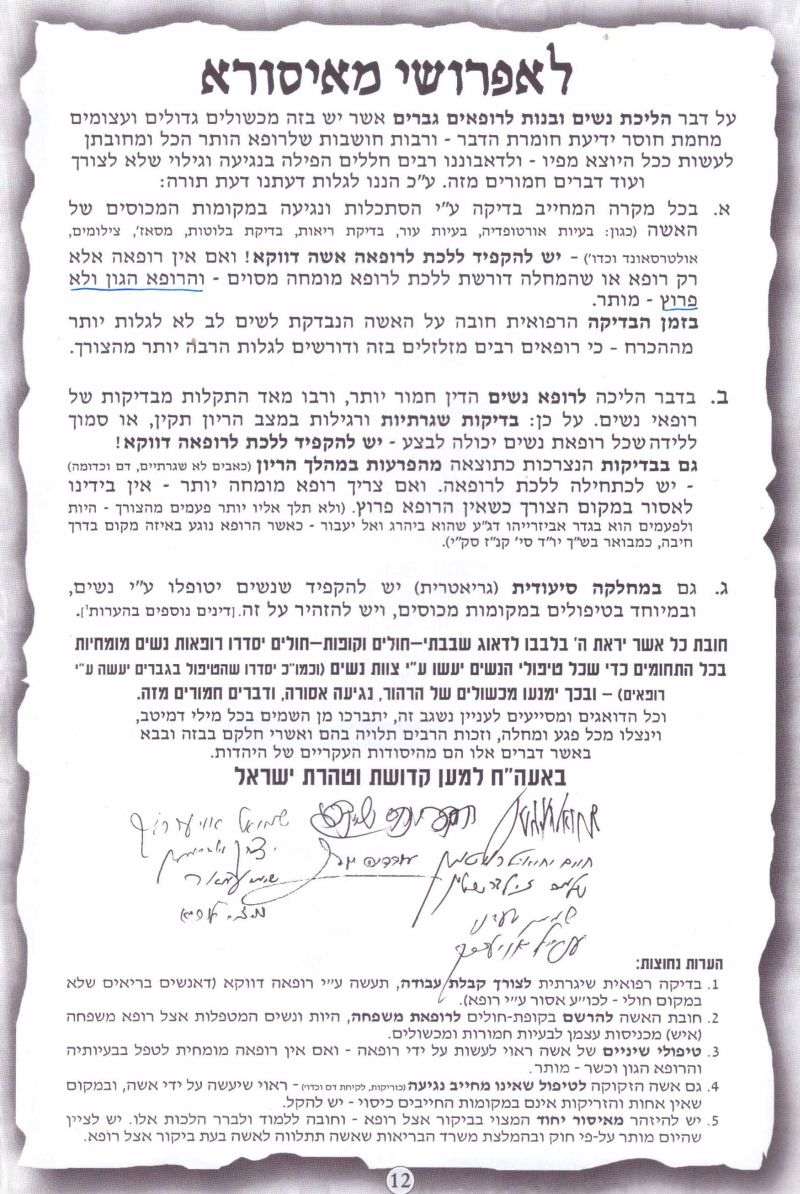 לאפרושי מאיסורא
על דבר הליכת נשים ובנות לרופאים גברים אשר יש בזה מכשולים גדולים ועצומים
מחמת חוסר ידיעת חומרת הדבר - ורבות חושבות שלרופא הותר הכל ומחובתן
לעשות ככל היוצא מפיו - ולדאבוננו רבים חללים הפילה בנגיעה וגילוי שלא לצורך
ועוד דברים חמורים מזה. ע״כ הננו לגלות דעתנו דעת תורה:
א. בכל מקרה המחייב בדיקה ע״י הסתכלות ונגיעה במקומות המכוסים של
האשה (כגון: בעיות אורטופדיה, בעיות עור, בדיקת ריאות, בדיקת בלוטות, מסאז', צילומים,
אולטרסאונד וכדו') - יש להקפיד ללכת לרופאה אשה דווקא! ואם אין רופאה אלא
רק רופא או שהמחלה דורשת ללכת לרופא מומחה מסוים - והרופא הגון ולא
פרוץ - מותר.
בזמן הבדיקה הרפואית חובה על האשה הנבדקת לשים לב לא לגלות יותר
מההכרח - כי רופאים רבים מזלזלים בזה ודורשים לגלות הרבה יותר מהצורך.
ב. בדבר הליכה לרופא נשים הדין חמור יותר, ורבו מאד התקלות מבדיקות של
רופאי נשים. על כן: בדיקות שגרתיות ורגילות במצב הריון תקין, או סמוך
ללידה שכל רופאת נשים יכולה לבצע - יש להקפיד ללכת לרופאה דווקא!
גם בבדיקות הנצרכות כתוצאה מהפרעות במהלך הריון (כאבים לא שגרתיים, דם וכדומה)
- יש לכתחילה ללכת לרופאה. ואם צריך רופא מומחה יותר - אין בידינו
לאסור במקום הצורך כשאין הרופא פרוץ. (ולא תלך אליו יותר פעמים מהצורך - היות
ולפעמים הוא בגדר אביזרייהו דג״ע שהוא ביהרג ואל יעבור - כאשר הרופא נוגע באיזה מקום בדרך
חיבה, כמבואר בש״ך יו״ד סי' קנ״ז סק״י).
ג. גם במחלקה סיעודית (גריאטרית) יש להקפיד שנשים יטופלו ע״י נשים,
ובמיוחד בטיפולים במקומות מכוסים, ויש להזהיר על זה. [דינים נוספים בהערות'].
חובת כל אשר יראת ה' בלבבו לדאוג שבבתי-חולים וקופות-חולים יסדרו רופאות נשים מומחיות
בכל התחומים כדי שכל טיפולי הנשים יעשו ע״י צוות נשים (וכמו״כ יסדרו שהטיפול בגברים יעשה ע״י
רופאים) - ובכך ימנעו מכשולים של הרהור, נגיעה אסורה, ודברים חמורים מזה.
וכל הדואגים ומסייעים לעניין נשגב זה, יתברכו מן השמים בכל מילי דמיטב,
וינצלו מכל פגע ומחלה, וזכות הרבים תלויה בהם ואשרי חלקם בבזה ובבא
באשר דברים אלו הם מהיסודות העקריים של היהדות.
באעה״ח למען קדושת וטהרת ישראל
הערות נחוצות:
1. בדיקה רפואית שיגרתית לצורך קבלת עבודה, תעשה ע״י רופאה דווקא (דאנשים בריאים שלא
במקום חולי - לכו״ע אסור ע״י רופא).
2. חובת האשה להרשם בקופת-חולים לרופאת משפחה, היות ונשים המטפלות אצל רופא משפחה
(איש) מכניסות עצמן לבעיות חמורות ומכשולים.
3. טיפולי שיניים של אשה ראוי לעשות על ידי רופאה - ואם אין רופאה מומחית לטפל בבעיותיה
והרופא הגון וכשר - מותר.
4. גם אשה הזקוקה לטיפול שאינו מחייב נגיעה (כזריקות, לקיחת דם וכדו') - ראוי שיעשה על ידי אשה, ובמקום
שאין אחות והזריקות אינם במקומות החייבים כיסוי - יש להקל.
5. יש להיזהר מאיסור יחוד המצוי בביקור אצל רופא - וחובה ללמוד ולברר הלכות אלו. יש לציין
שהיום מותר על-פי חוק ובהמלצת משרד הבריאות שאשה תתלווה לאשה בעת ביקור אצל רופא.
12